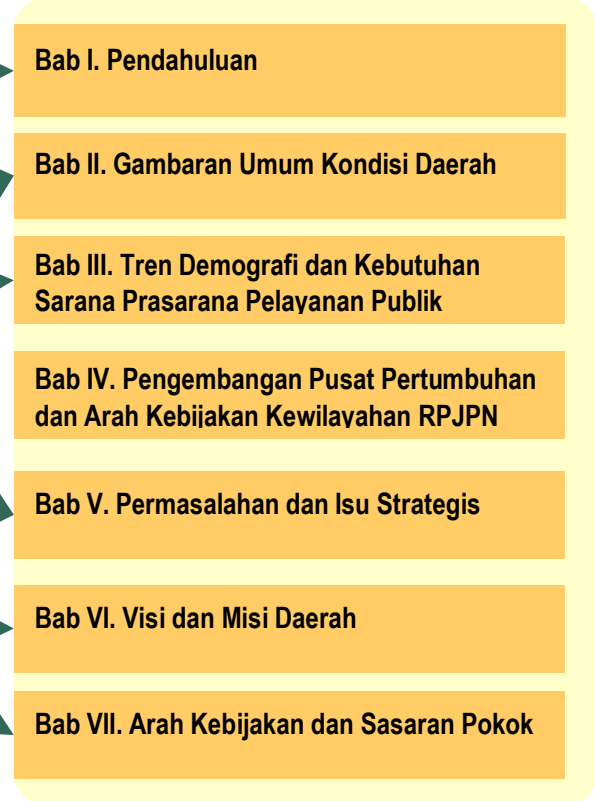 Bab I. Pendahuluan
Bab II. Gambaran Umum Kondisi Daerah
Bab III. Tren Demografi dan Kebutuhan
Sarana Prasarana Pelayanan Publik
Bab IV. Pengembangan Pusat Pertumbuhan
dan Arah Kebijakan Kewilayahan RPJPN
Bab V. Permasalahan dan Isu Strategis
Bab VI. Visi dan Misi Daerah
Bab VII. Arah Kebijakan dan Sasaran Pokok